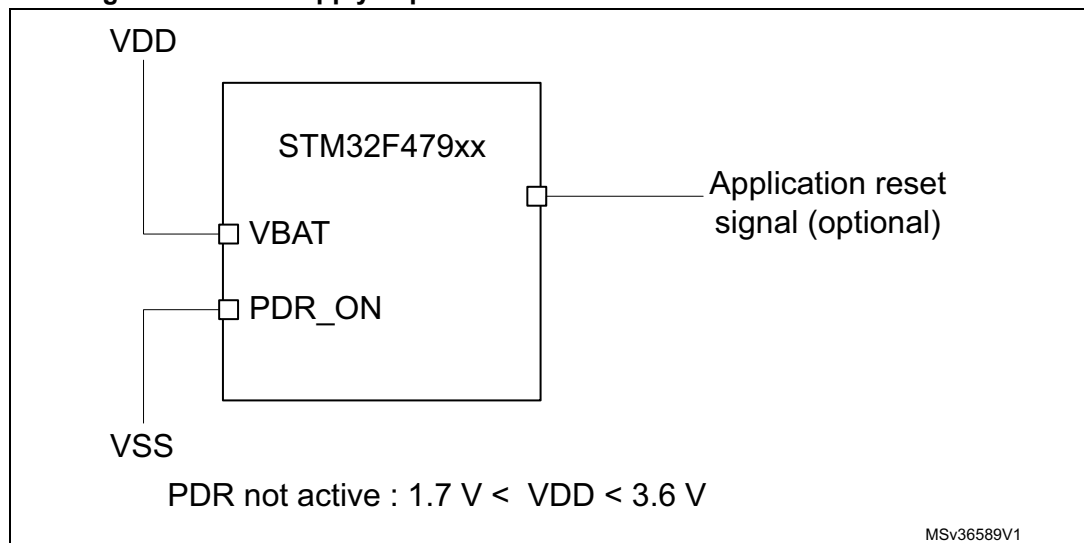 VDD
STM32F479xx
Application reset
signal (optional)
VBAT
PDR_ON
VSS
PDR not active : 1.7 V < VDD < 3.6 V
MSv36589V1